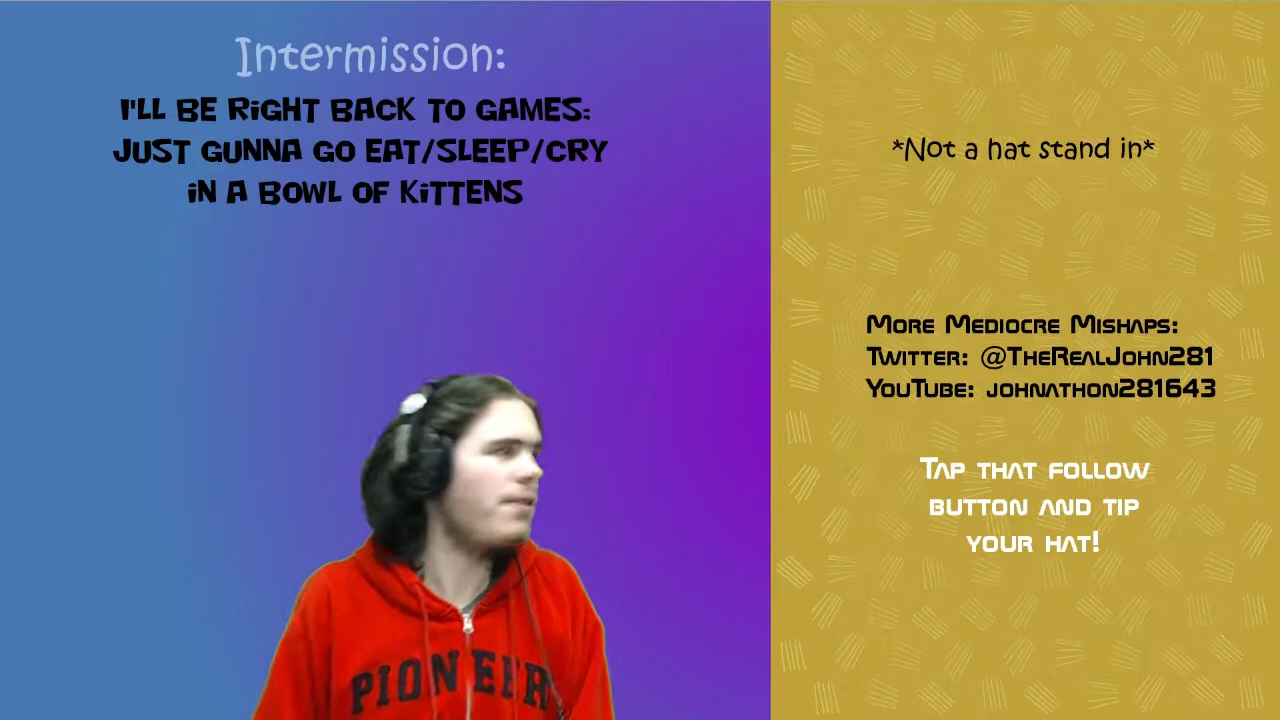 Intermission:
I'LL BE RiGHT BACK TO GAMES:
JUST GUNNA GO EAT/SLEEP/CRY
iN A BOWL OF KiTTENS
*Not a hat stand in*
More Mediocre Mishaps:
Twitter: @TheRealJohn281
YouTube: johnathon281643
Tap that follow
button and tip
your hat!
PIONEER